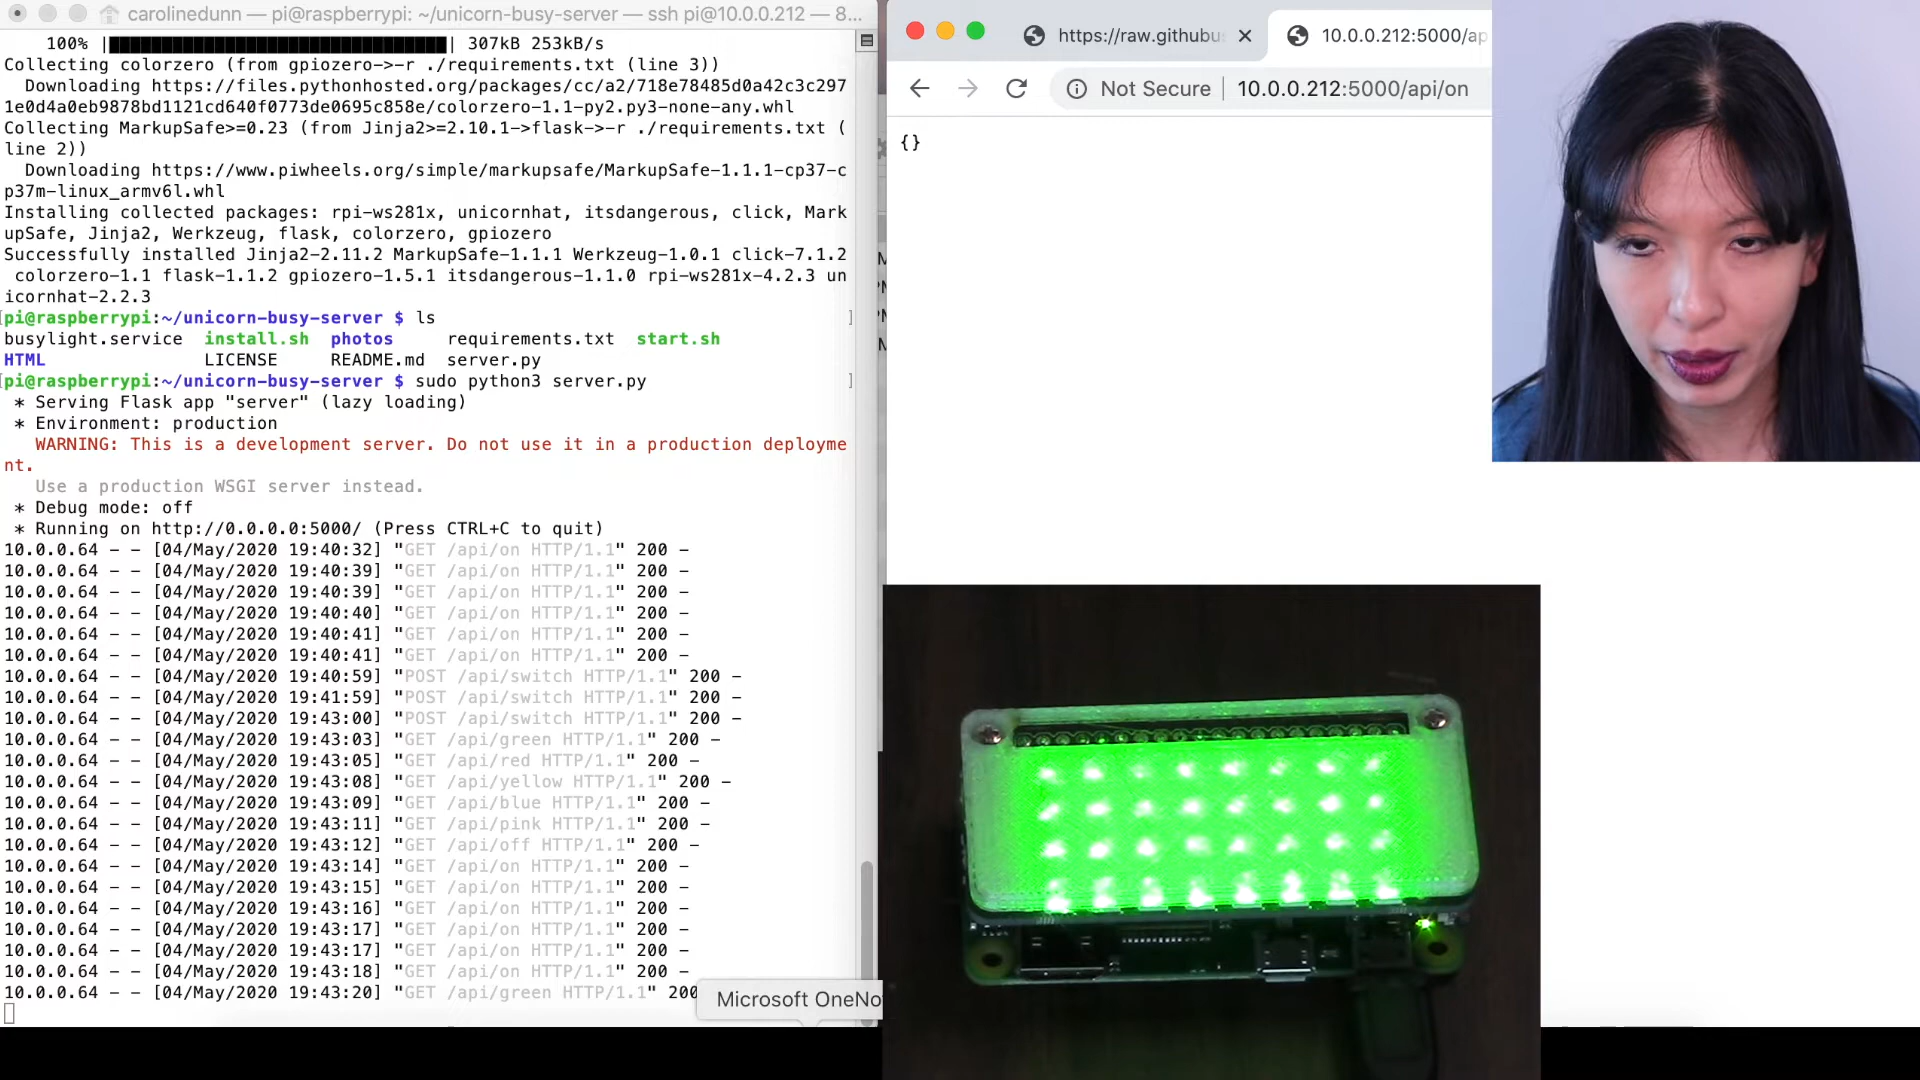 carolinedunn — pi@raspberrypi: ~/unicorn-busy-server — ssh pi@10.0.0.212 — 8...
100% | 307kB 253kB/s
Collecting colorzero (from gpiozero->-r ./requirements.txt (line 3))
Downloading https://files.pythonhosted.org/packages/cc/a2/718e78485d0a42c3c297
1e0d4a0eb9878bd1121cd640f0773de0695c858e/colorzero-1.1-py2.py3-none-any.whl
Collecting MarkupSafe>=0.23 (from Jinja2>=2.10.1->flask->-r ./requirements.txt (
line 2))
Downloading https://www.piwheels.org/simple/markupsafe/MarkupSafe-1.1.1-cp37-c
p37m-linux_armv6l.whl
Installing collected packages: rpi-ws281x, unicornhat, itsdangerous, click, Mark
upSafe, Jinja2, Werkzeug, flask, colorzero, gpiozero
Successfully installed Jinja2-2.11.2 MarkupSafe-1.1.1 Werkzeug-1.0.1 click-7.1.2
colorzero-1.1 flask-1.1.2 gpiozero-1.5.1 itsdangerous-1.1.0 rpi-ws281x-4.2.3 un
icornhat-2.2.3
[pi@raspberrypi:~/unicorn-busy-server $ ls ]
busylight.service install.sh photos requirements.txt start.sh
HTML LICENSE README.md server.py
[pi@raspberrypi:~/unicorn-busy-server $ sudo python3 server.py ]
* Serving Flask app "server" (lazy loading)
* Environment: production
WARNING: This is a development server. Do not use it in a production deployme
nt.
Use a production WSGI server instead.
* Debug mode: off
* Running on http://0.0.0.0:5000/ (Press CTRL+C to quit)
10.0.0.64 - - [04/May/2020 19:40:32] "GET /api/on HTTP/1.1" 200 -
10.0.0.64 - - [04/May/2020 19:40:39] "GET /api/on HTTP/1.1" 200 -
10.0.0.64 - - [04/May/2020 19:40:39] "GET /api/on HTTP/1.1" 200 -
10.0.0.64 - - [04/May/2020 19:40:40] "GET /api/on HTTP/1.1" 200 -
10.0.0.64 - - [04/May/2020 19:40:41] "GET /api/on HTTP/1.1" 200 -
10.0.0.64 - - [04/May/2020 19:40:41] "GET /api/on HTTP/1.1" 200 -
10.0.0.64 - - [04/May/2020 19:40:59] "POST /api/switch HTTP/1.1" 200 -
10.0.0.64 - - [04/May/2020 19:41:59] "POST /api/switch HTTP/1.1" 200 -
10.0.0.64 - - [04/May/2020 19:43:00] "POST /api/switch HTTP/1.1" 200 -
10.0.0.64 - - [04/May/2020 19:43:03] "GET /api/green HTTP/1.1" 200 -
10.0.0.64 - - [04/May/2020 19:43:05] "GET /api/red HTTP/1.1" 200 -
10.0.0.64 - - [04/May/2020 19:43:08] "GET /api/yellow HTTP/1.1" 200 -
10.0.0.64 - - [04/May/2020 19:43:09] "GET /api/blue HTTP/1.1" 200 -
10.0.0.64 - - [04/May/2020 19:43:11] "GET /api/pink HTTP/1.1" 200 -
10.0.0.64 - - [04/May/2020 19:43:12] "GET /api/off HTTP/1.1" 200 -
10.0.0.64 - - [04/May/2020 19:43:14] "GET /api/on HTTP/1.1" 200 -
10.0.0.64 - - [04/May/2020 19:43:15] "GET /api/on HTTP/1.1" 200 -
10.0.0.64 - - [04/May/2020 19:43:16] "GET /api/on HTTP/1.1" 200 -
10.0.0.64 - - [04/May/2020 19:43:17] "GET /api/on HTTP/1.1" 200 -
10.0.0.64 - - [04/May/2020 19:43:17] "GET /api/on HTTP/1.1" 200 -
10.0.0.64 - - [04/May/2020 19:43:18] "GET /api/on HTTP/1.1" 200 -
10.0.0.64 - - [04/May/2020 19:43:20] "GET /api/green HTTP/1.1" 200
Microsoft OneNo
https://raw.githubu
10.0.0.212:5000/ap
Not Secure | 10.0.0.212:5000/api/on
{}